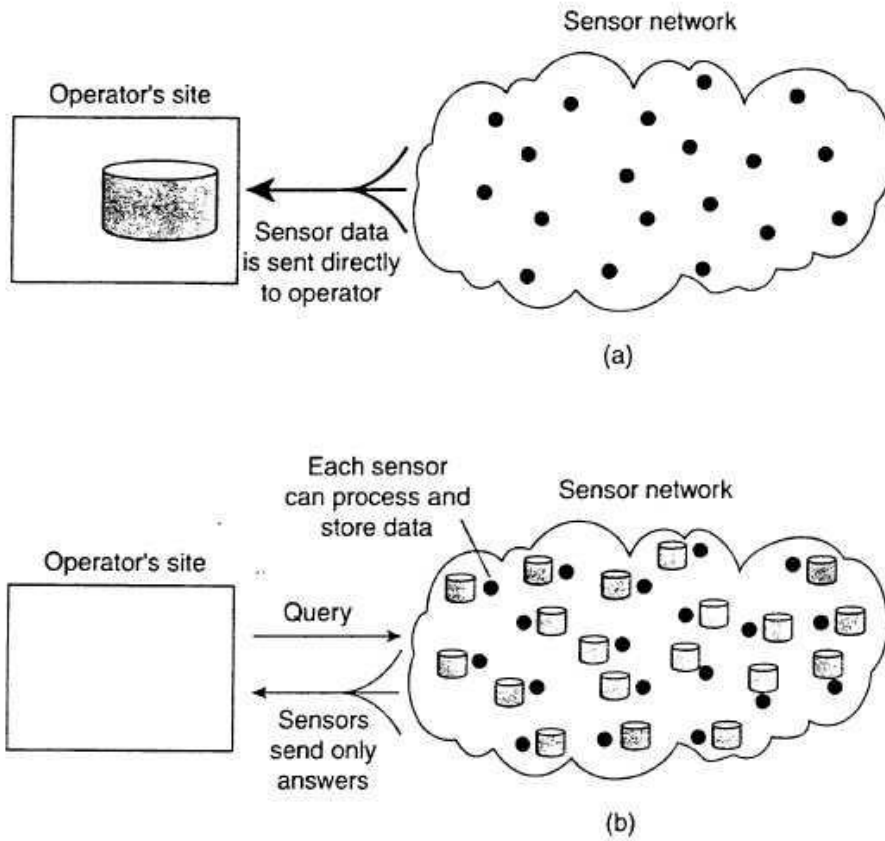 Sensor network
Operator's site
Sensor data
is sent directly
to operator
(a)
Each sensor
can process and
store data
Sensor network
Operator's site
Query
Sensors
send only
answers
(b)